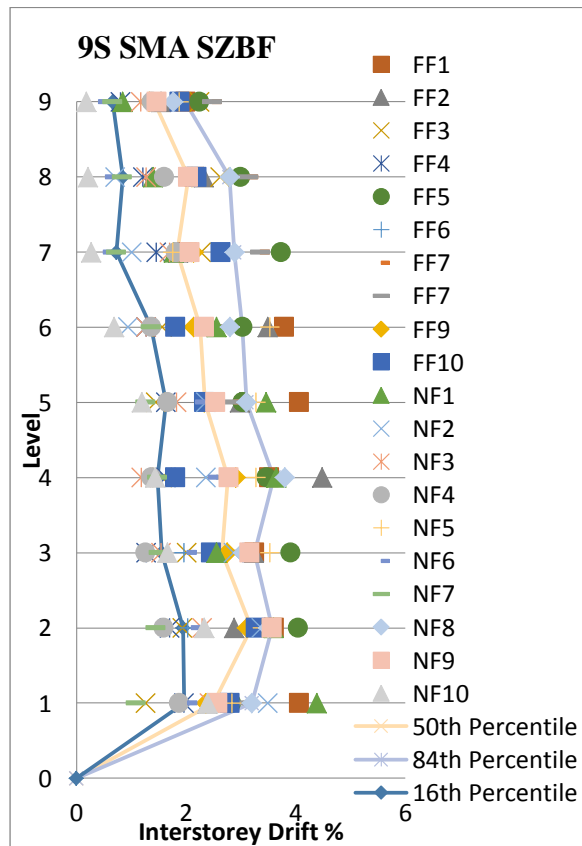 9S SMA SZBF
9
8
7
6
5
4
3
2
1
0
Level
0
2
4
6
Interstorey Drift %
FF1
FF2
FF3
FF4
FF5
FF6
FF7
FF7
FF9
FF10
NF1
NF2
NF3
NF4
NF5
NF6
NF7
NF8
NF9
NF10
50th Percentile
84th Percentile
16th Percentile